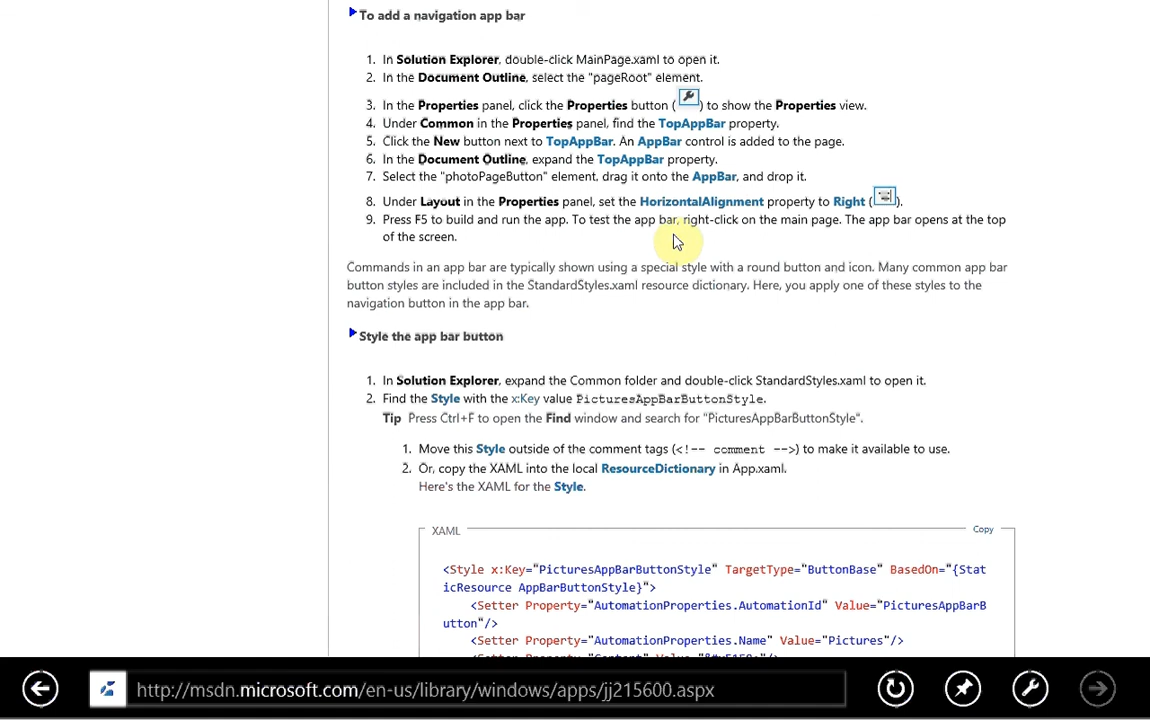 To add a navigation app bar
1. In Solution Explorer, double-click MainPage.xaml to open it.
2. In the Document Outline, select the "pageRoot" element.
3. In the Properties panel, click the Properties button ( ) to show the Properties view.
4. Under Common in the Properties panel, find the TopAppBar property.
5. Click the New button next to TopAppBar. An AppBar control is added to the page.
6. In the Document Outline, expand the TopAppBar property.
7. Select the "photoPageButton" element, drag it onto the AppBar, and drop it.
8. Under Layout in the Properties panel, set the HorizontalAlignment property to Right ( ).
9. Press F5 to build and run the app. To test the app bar, right-click on the main page. The app bar opens at the top
of the screen.
Commands in an app bar are typically shown using a special style with a round button and icon. Many common app bar
button styles are included in the StandardStyles.xaml resource dictionary. Here, you apply one of these styles to the
navigation button in the app bar.
Style the app bar button
1. In Solution Explorer, expand the Common folder and double-click StandardStyles.xaml to open it.
2. Find the Style with the x:Key value PicturesAppBarButtonStyle.
Tip Press Ctrl+F to open the Find window and search for "PicturesAppBarButtonStyle".
1. Move this Style outside of the comment tags (<!-- comment -->) to make it available to use.
2. Or, copy the XAML into the local ResourceDictionary in App.xaml.
Here's the XAML for the Style.
XAML Copy
<Style x:Key="PicturesAppBarButtonStyle" TargetType="ButtonBase" BasedOn="{Stat
icResource AppBarButtonStyle}">
<Setter Property="AutomationProperties.AutomationId" Value="PicturesAppBarB
utton"/>
<Setter Property="AutomationProperties.Name" Value="Pictures"/>
<Setter Property="Content" Value=
http://msdn.microsoft.com/en-us/library/windows/apps/jj215600.aspx